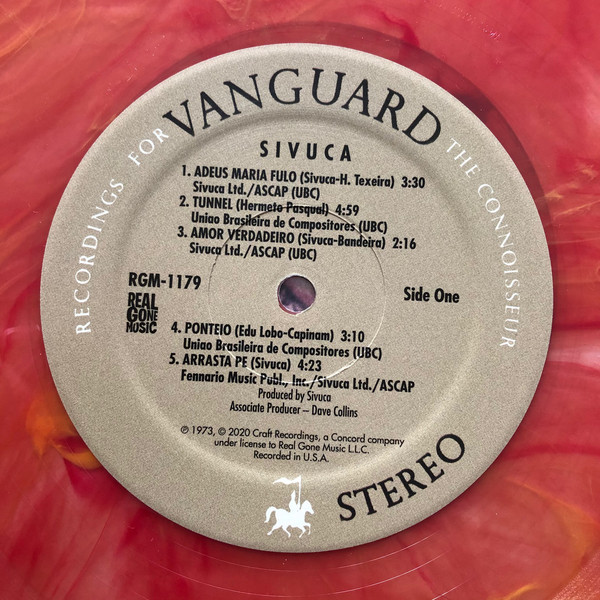 RECORDINGS FOR VANGUARD THE CONNOISSEUR
SIVUCA
1. ADEUS MARIA FULO (Sivuca-H. Texeira) 3:30
Sivuca Ltd./ASCAP (UBC)
2. TUNNEL (Hermeto Pasqual) 4:59
Uniao Brasileira de Compositores (UBC)
3. AMOR VERDADEIRO (Sivuca-Bandeira) 2:16
Sivuca Ltd./ASCAP (UBC)
RGM-1179
Side One
REAL
GONE
MUSIC
4. PONTEIO (Edu Lobo-Capinam) 3:10
Uniao Brasileira de Compositores (UBC)
5. ARRASTA PE (Sivuca) 4:23
Fennario Music Publ., Inc./Sivuca Ltd./ASCAP
Produced by Sivuca
Associate Producer – Dave Collins
℗ 1973, © 2020 Craft Recordings, a Concord company
under license to Real Gone Music L.L.C.
Recorded in U.S.A.
STEREO